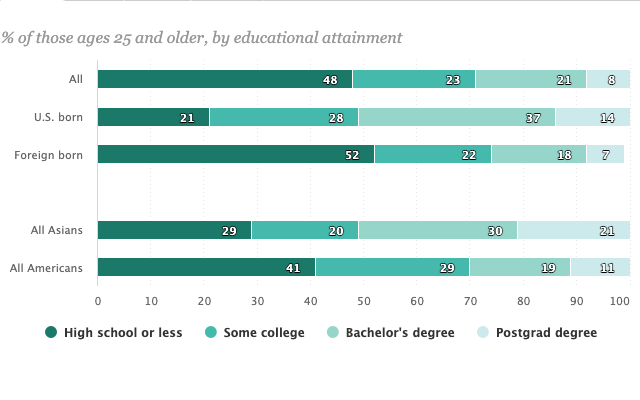 % of those ages 25 and older, by educational attainment
All 48 23 21 8
U.S. born 21 28 37 14
Foreign born 52 22 18 7
All Asians 29 20 30 21
All Americans 41 29 19 11
0 10 20 30 40 50 60 70 80 90 100
High school or less Some college Bachelor's degree Postgrad degree